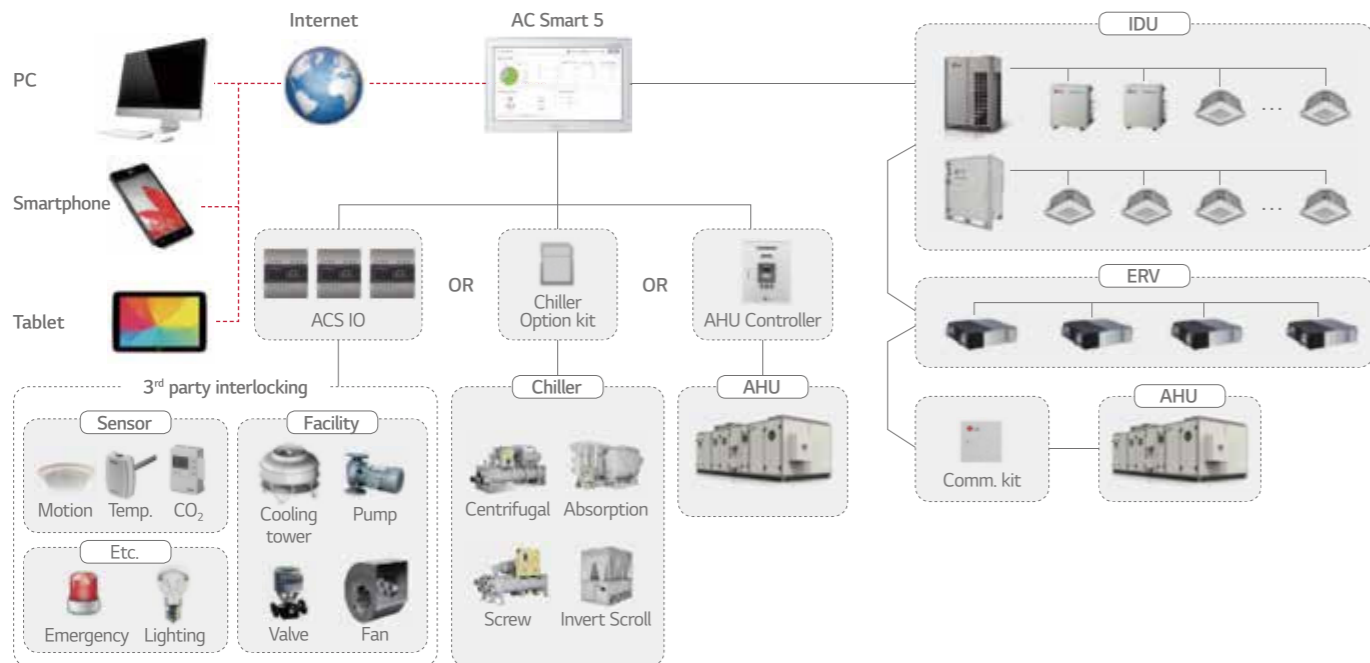 Internet
AC Smart 5
IDU
PC
Smartphone
Tablet
ACS IO
OR
Chiller
Option kit
OR
AHU Controller
ERV
3rd party interlocking
Sensor
Motion
Temp.
CO2
Etc.
Emergency
Lighting
Facility
Cooling
tower
Pump
Valve
Fan
Chiller
Centrifugal
Absorption
Screw
Invert Scroll
AHU
Comm. kit
AHU